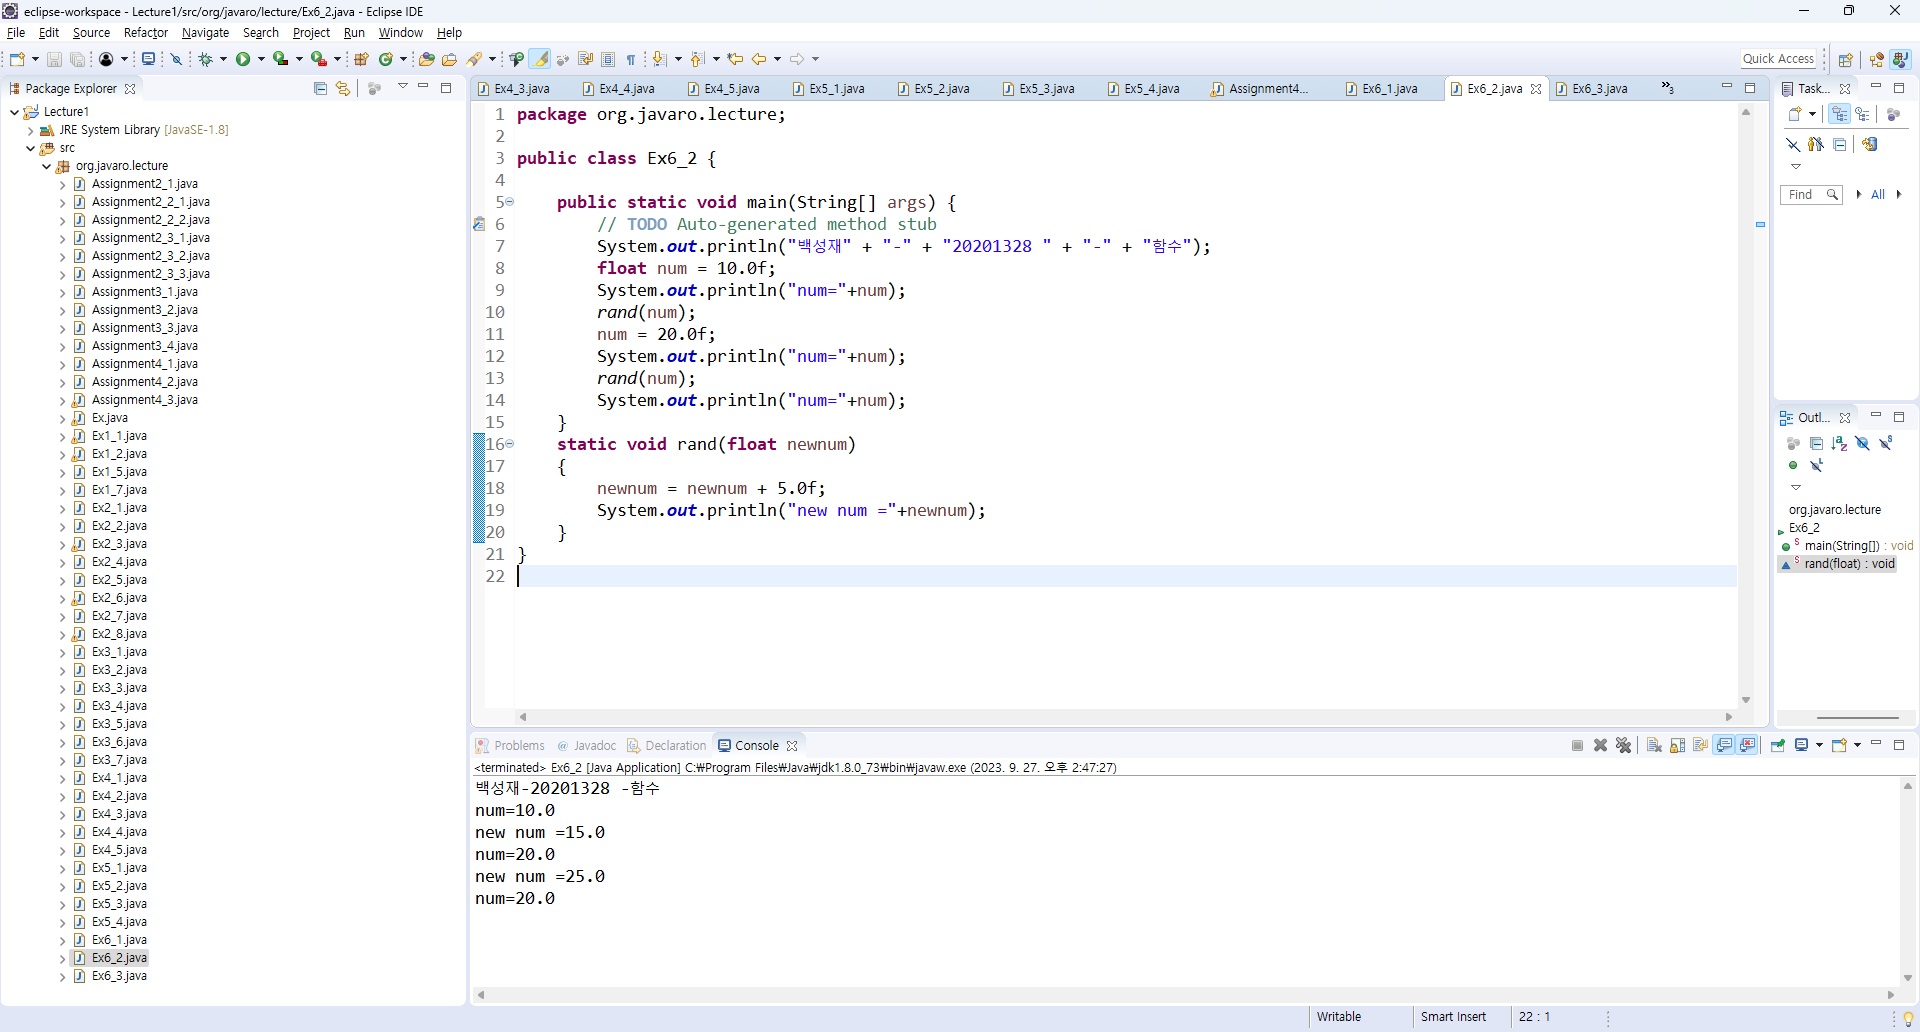 eclipse-workspace - Lecture1/src/org/javaro/lecture/Ex6_2.java - Eclipse IDE
File Edit Source Refactor Navigate Search Project Run Window Help
Quick Access
Package Explorer
Lecture1
JRE System Library [JavaSE-1.8]
src
org.javaro.lecture
Assignment2_1.java
Assignment2_2_1.java
Assignment2_2_2.java
Assignment2_3_1.java
Assignment2_3_2.java
Assignment2_3_3.java
Assignment3_1.java
Assignment3_2.java
Assignment3_3.java
Assignment3_4.java
Assignment4_1.java
Assignment4_2.java
Assignment4_3.java
Ex.java
Ex1_1.java
Ex1_2.java
Ex1_5.java
Ex1_7.java
Ex2_1.java
Ex2_2.java
Ex2_3.java
Ex2_4.java
Ex2_5.java
Ex2_6.java
Ex2_7.java
Ex2_8.java
Ex3_1.java
Ex3_2.java
Ex3_3.java
Ex3_4.java
Ex3_5.java
Ex3_6.java
Ex3_7.java
Ex4_1.java
Ex4_2.java
Ex4_3.java
Ex4_4.java
Ex4_5.java
Ex5_1.java
Ex5_2.java
Ex5_3.java
Ex5_4.java
Ex6_1.java
Ex6_2.java
Ex6_3.java
Ex4_3.java Ex4_4.java Ex4_5.java Ex5_1.java Ex5_2.java Ex5_3.java Ex5_4.java Assignment4... Ex6_1.java Ex6_2.java Ex6_3.java »3
1 package org.javaro.lecture;
2
3 public class Ex6_2 {
4
5 public static void main(String[] args) {
6 // TODO Auto-generated method stub
7 System.out.println("백성재" + "-" + "20201328 " + "-" + "함수");
8 float num = 10.0f;
9 System.out.println("num="+num);
10 rand(num);
11 num = 20.0f;
12 System.out.println("num="+num);
13 rand(num);
14 System.out.println("num="+num);
15 }
16 static void rand(float newnum)
17 {
18 newnum = newnum + 5.0f;
19 System.out.println("new num ="+newnum);
20 }
21 }
22
Task...
Find All
Outl...
org.javaro.lecture
Ex6_2
main(String[]) : void
rand(float) : void
Problems Javadoc Declaration Console
<terminated> Ex6_2 [Java Application] C:₩Program Files₩Java₩jdk1.8.0_73₩bin₩javaw.exe (2023. 9. 27. 오후 2:47:27)
백성재-20201328 -함수
num=10.0
new num =15.0
num=20.0
new num =25.0
num=20.0
Writable Smart Insert 22 : 1